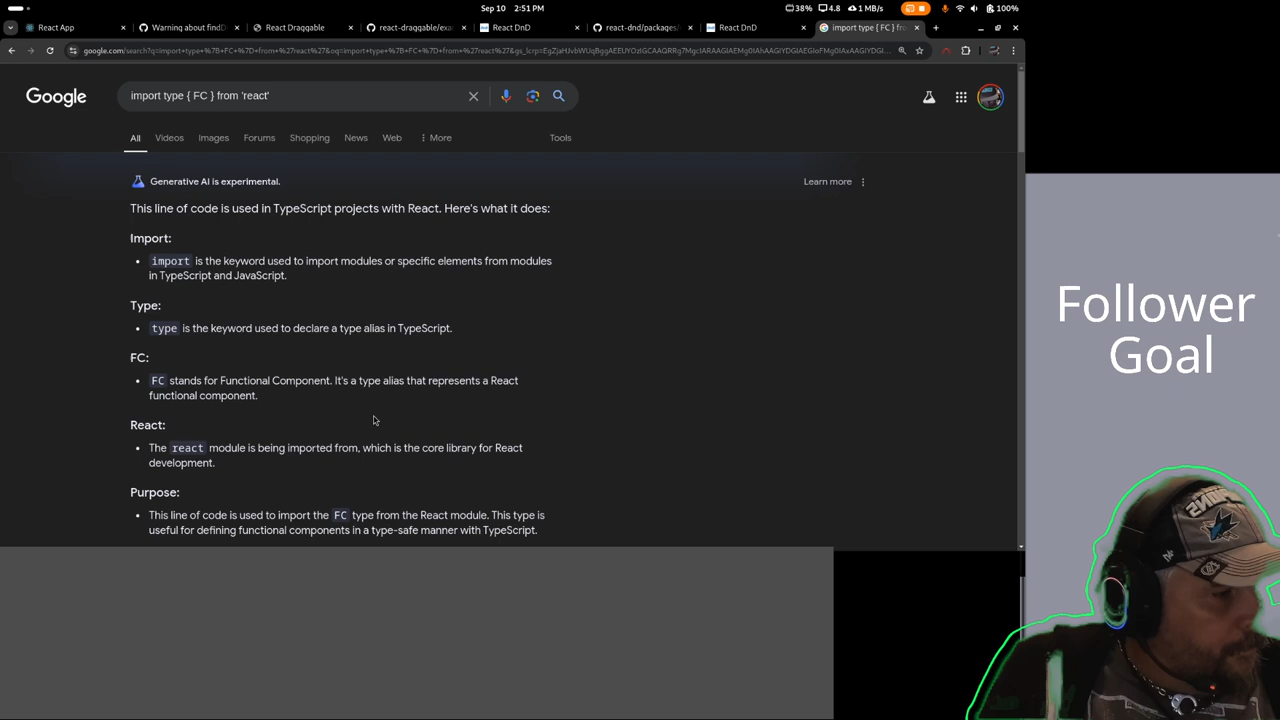 Sep 10 2:51 PM
38% 4.8 1 MB/s 100%
React App
Warning about findD
React Draggable
react-draggable/exa
React DnD
react-dnd/packages
React DnD
import type { FC } fro
Google
import type { FC } from 'react'
All Videos Images Forums Shopping News Web More Tools
Generative AI is experimental. Learn more
This line of code is used in TypeScript projects with React. Here's what it does:
Import:
• import is the keyword used to import modules or specific elements from modules
in TypeScript and JavaScript.
Type:
• type is the keyword used to declare a type alias in TypeScript.
FC:
• FC stands for Functional Component. It's a type alias that represents a React
functional component.
React:
• The react module is being imported from, which is the core library for React
development.
Purpose:
• This line of code is used to import the FC type from the React module. This type is
useful for defining functional components in a type-safe manner with TypeScript.
Follower
Goal